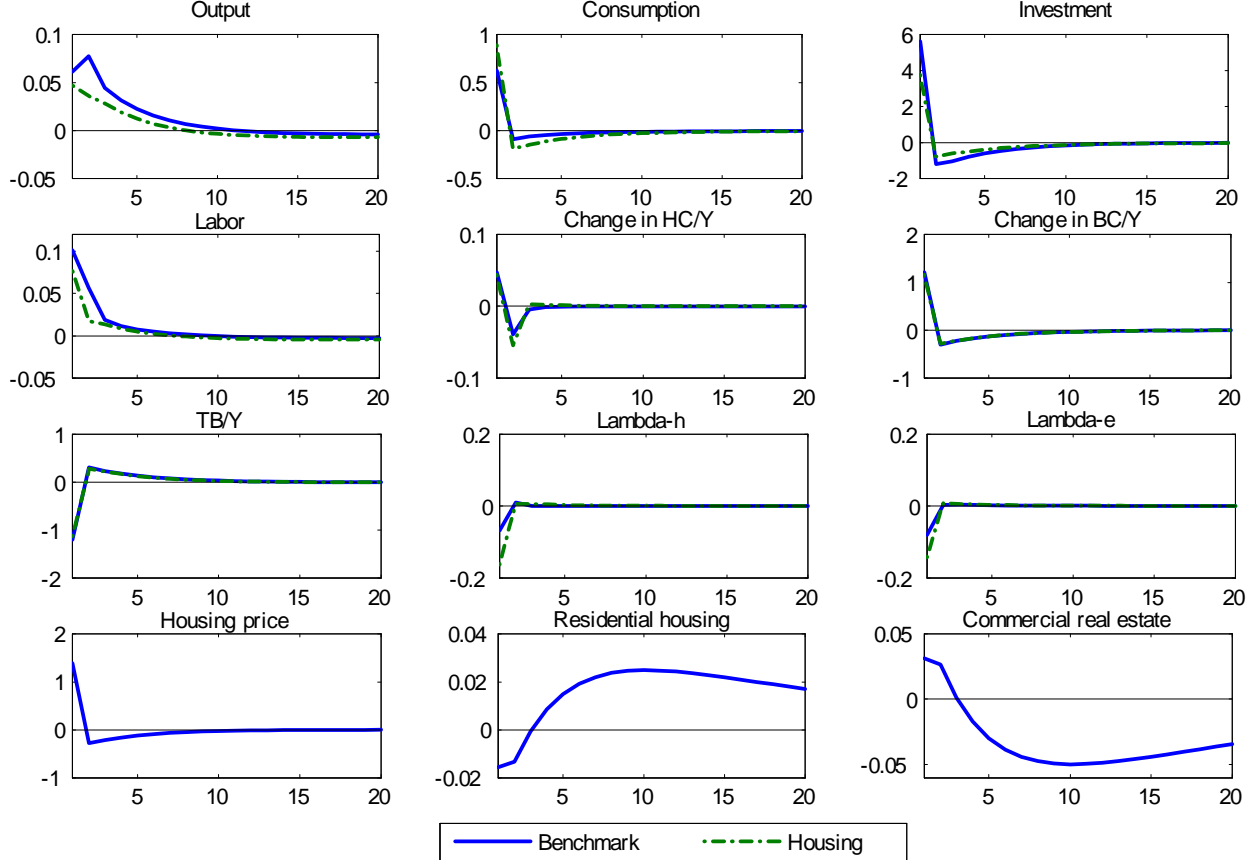 Output Consumption Investment
0.1 1 6
0.05 0.5 4
0 0 2
-0.05 -0.5 0
-2
5 10 15 20 5 10 15 20 5 10 15 20
Labor Change in HC/Y Change in BC/Y
0.1 0.1 2
0.05 0 1
0 -0.1 0
-0.05 -1
5 10 15 20 5 10 15 20 5 10 15 20
TB/Y Lambda-h Lambda-e
1 0.2 0.2
0 0 0
-1 -0.2 -0.2
-2
5 10 15 20 5 10 15 20 5 10 15 20
Housing price Residential housing Commercial real estate
2 0.04 0.05
1 0.02 0
0 0 -0.05
-1 -0.02
5 10 15 20 5 10 15 20 5 10 15 20
Benchmark Housing